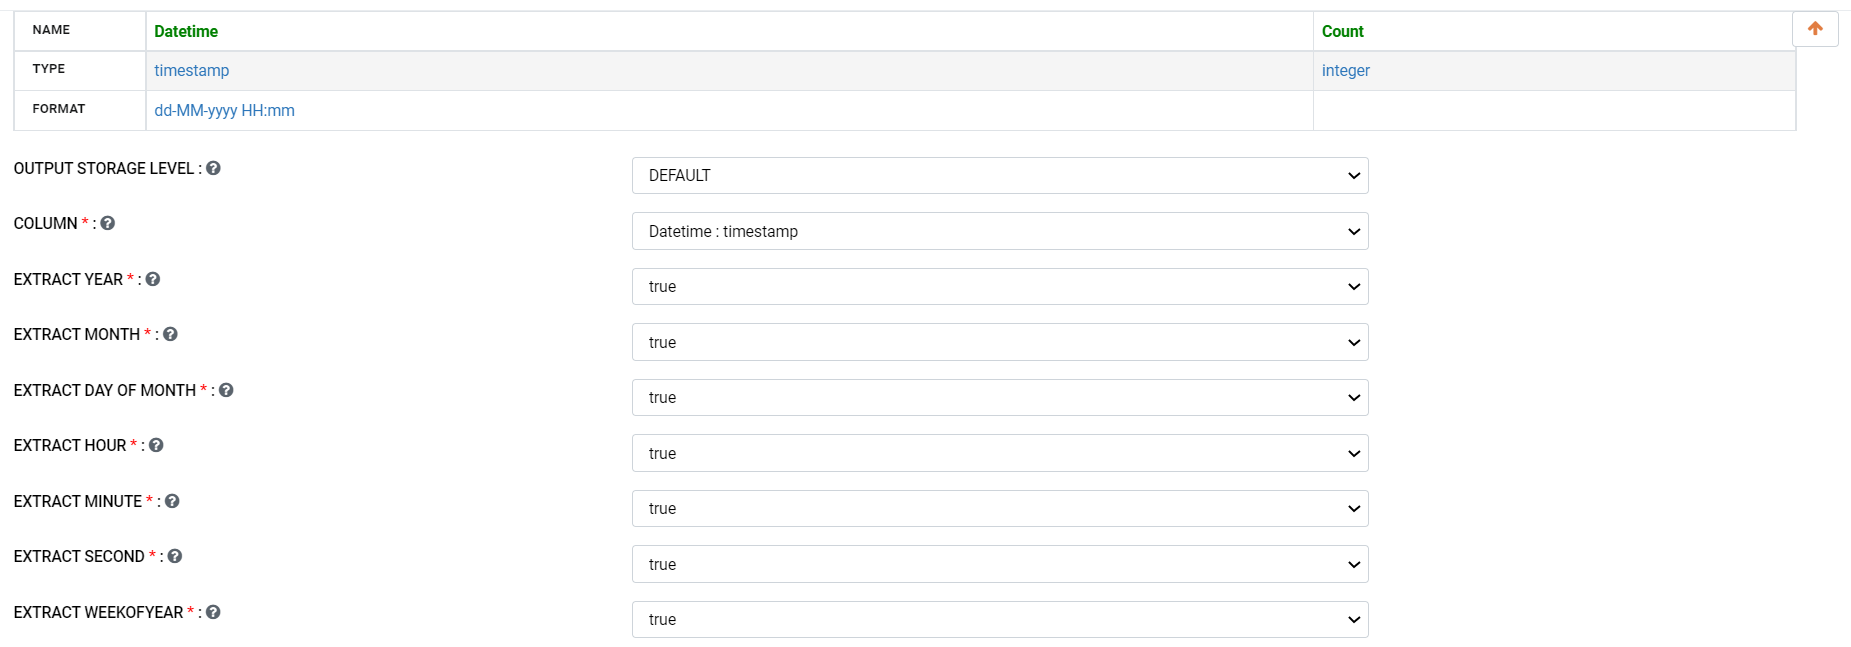 NAME Datetime Count
TYPE timestamp integer
FORMAT dd-MM-yyyy HH:mm
OUTPUT STORAGE LEVEL : DEFAULT
COLUMN * : Datetime : timestamp
EXTRACT YEAR * : true
EXTRACT MONTH * : true
EXTRACT DAY OF MONTH * : true
EXTRACT HOUR * : true
EXTRACT MINUTE * : true
EXTRACT SECOND * : true
EXTRACT WEEKOFYEAR * : true